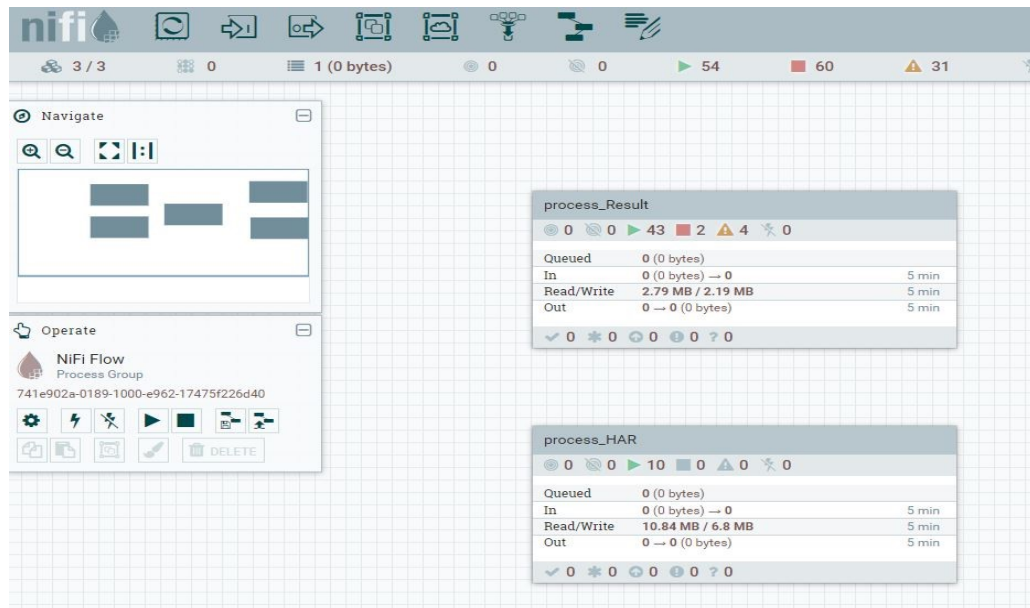 nifi
3 / 3 0 1 (0 bytes) 0 0 54 60 31
Navigate
Operate
NiFi Flow
Process Group
741e902a-0189-1000-e962-17475f226d40
DELETE
process_Result
0 0 43 2 4 0
Queued 0 (0 bytes)
In 0 (0 bytes) → 0 5 min
Read/Write 2.79 MB / 2.19 MB 5 min
Out 0 → 0 (0 bytes) 5 min
0 0 0 0 ? 0
process_HAR
0 0 10 0 0 0
Queued 0 (0 bytes)
In 0 (0 bytes) → 0 5 min
Read/Write 10.84 MB / 6.8 MB 5 min
Out 0 → 0 (0 bytes) 5 min
0 0 0 0 ? 0